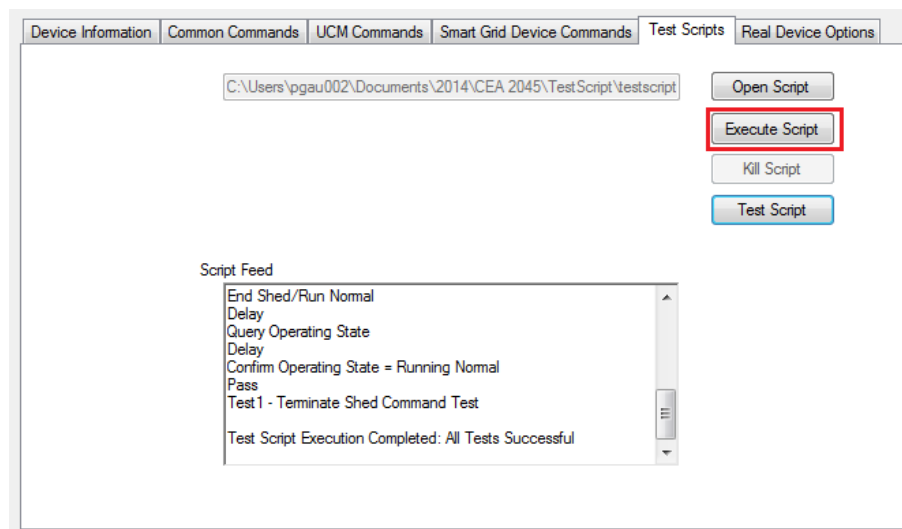 Device Information Common Commands UCM Commands Smart Grid Device Commands Test Scripts Real Device Options
C:\Users\pgau002\Documents\2014\CEA 2045\TestScript\testscript
Open Script
Execute Script
Kill Script
Test Script
Script Feed
End Shed/Run Normal
Delay
Query Operating State
Delay
Confirm Operating State = Running Normal
Pass
Test1 - Terminate Shed Command Test
Test Script Execution Completed: All Tests Successful